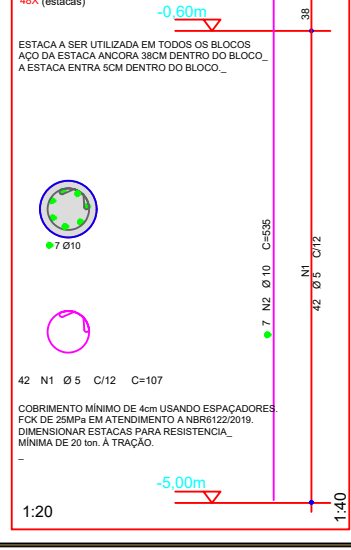 48X (estacas)
-0,60m
38
ESTACA A SER UTILIZADA EM TODOS OS BLOCOS
AÇO DA ESTACA ANCORA 38CM DENTRO DO BLOCO_
A ESTACA ENTRA 5CM DENTRO DO BLOCO._
7 Ø10
7 N2 Ø 10 C=535
N1
42 Ø 5 C/12
42 N1 Ø 5 C/12 C=107
COBRIMENTO MÍNIMO DE 4cm USANDO ESPAÇADORES.
FCK DE 25MPa EM ATENDIMENTO A NBR6122/2019.
DIMENSIONAR ESTACAS PARA RESISTENCIA_
MÍNIMA DE 20 ton. À TRAÇÃO.
_
-5,00m
1:20
1:40